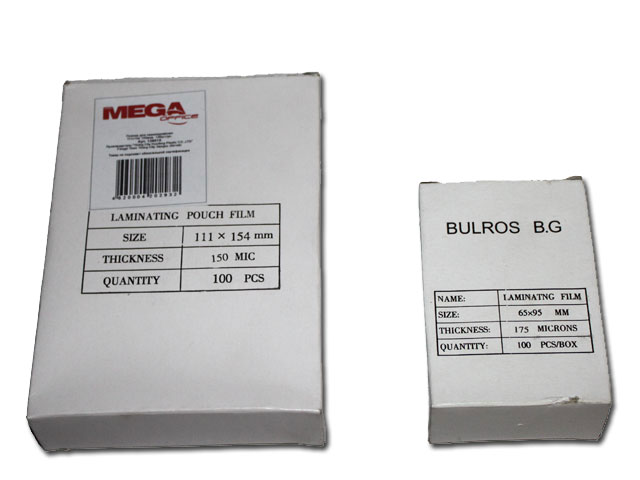 MEGA
OFFICE
LAMINATING POUCH FILM
SIZE 111 × 154 mm
THICKNESS 150 MIC
QUANTITY 100 PCS
BULROS B.G
NAME: LAMINATNG FILM
SIZE: 65×95 MM
THICKNESS: 175 MICRONS
QUANTITY: 100 PCS/BOX